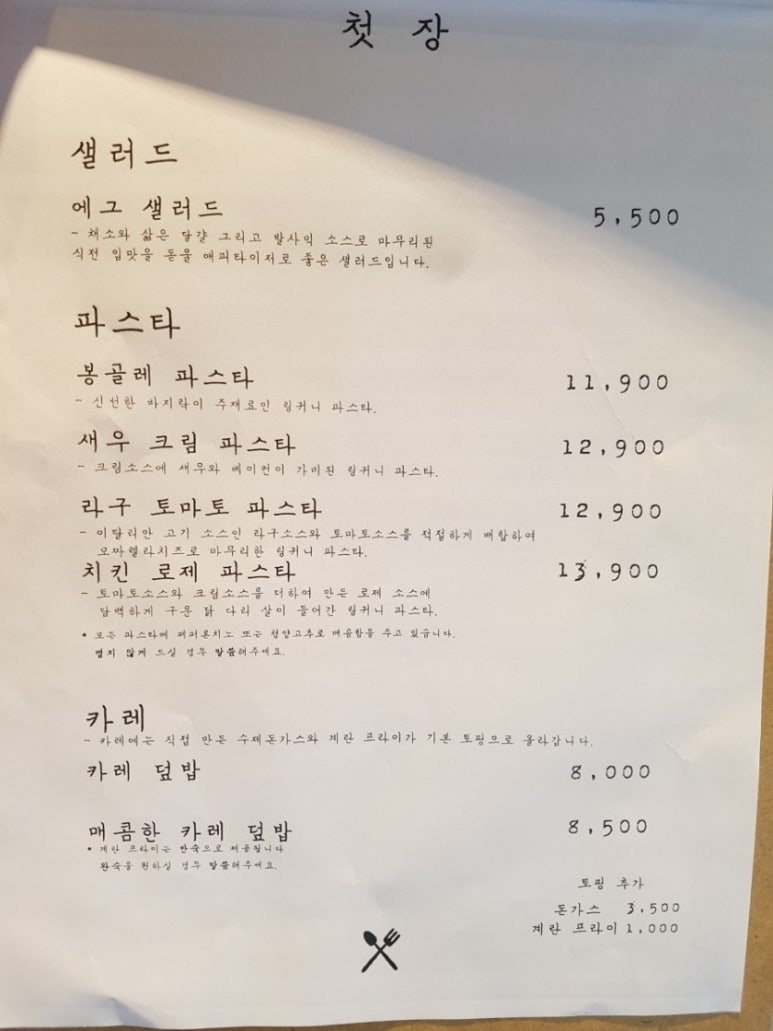 첫 장
샐러드
에그 샐러드 5,500
- 채소와 삶은 달걀 그리고 발사믹 소스로 마무리된
식전 입맛을 돋울 애피타이저로 좋은 샐러드입니다.
파스타
봉골레 파스타 11,900
- 신선한 바지락이 주재료인 링귀니 파스타.
새우 크림 파스타 12,900
- 크림소스에 새우와 베이컨이 가미된 링귀니 파스타.
라구 토마토 파스타 12,900
- 이탈리안 고기 소스인 라구소스와 토마토소스를 적절하게 배합하여
모짜렐라치즈로 마무리한 링귀니 파스타.
치킨 로제 파스타 13,900
- 토마토소스와 크림소스를 더하여 만든 로제 소스에
담백하게 구운 닭 다리 살이 들어간 링귀니 파스타.
* 모든 파스타에 페퍼론치노 또는 청양고추로 매콤함을 주고 있습니다.
맵지 않게 드실 경우 말씀해주세요.
카레
- 카레에는 직접 만든 수제돈가스와 계란 프라이가 기본 토핑으로 올라갑니다.
카레 덮밥 8,000
매콤한 카레 덮밥 8,500
* 계란 프라이는 반숙으로 제공됩니다
완숙을 원하실 경우 말씀해주세요.
토핑 추가
돈가스 3,500
계란 프라이 1,000